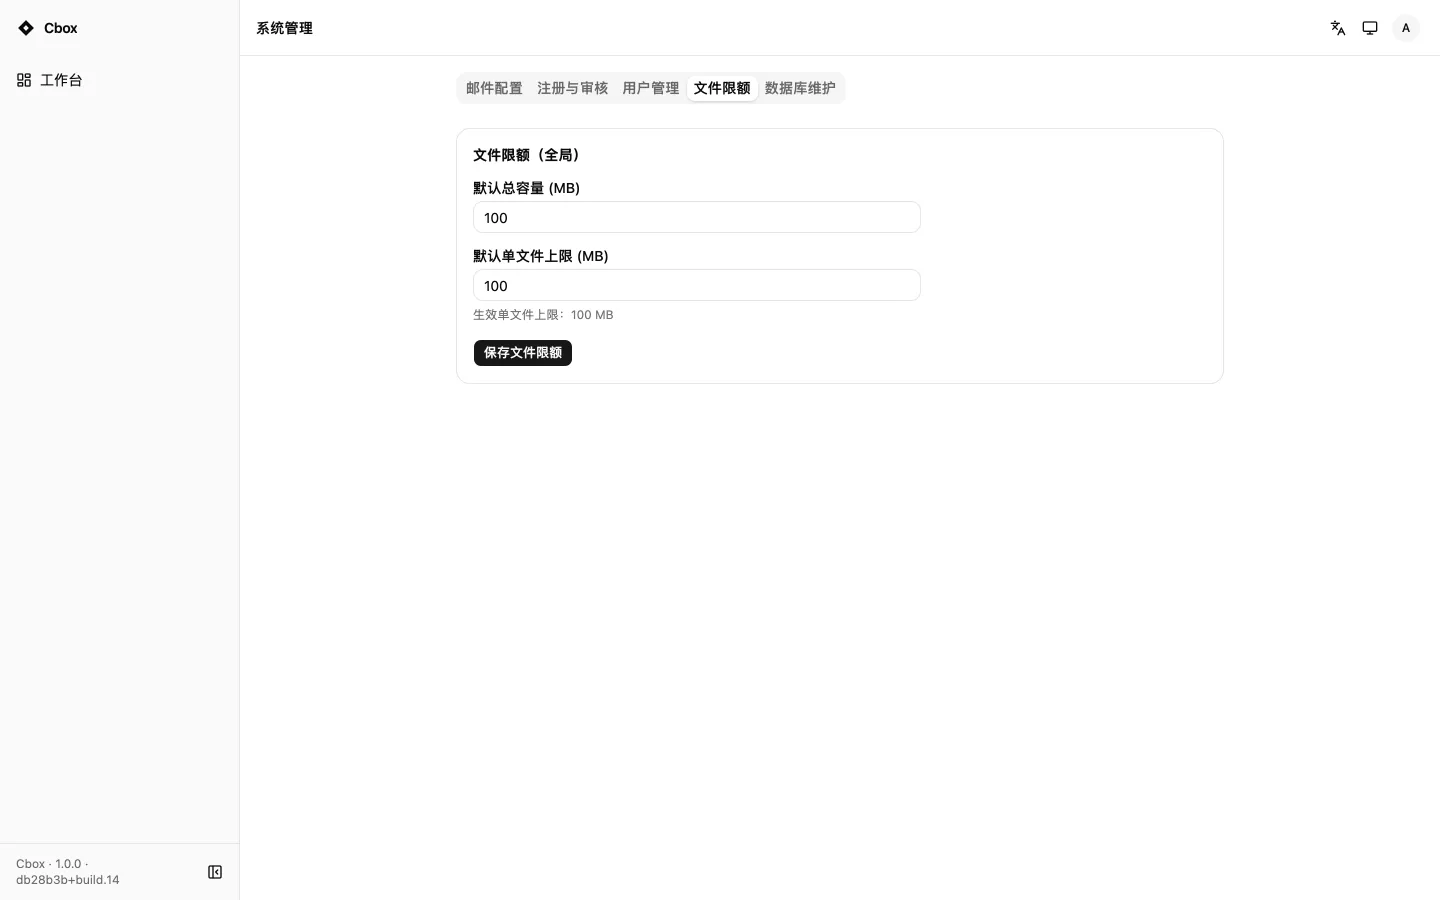 Cbox
系统管理
A
工作台
邮件配置 注册与审核 用户管理 文件限额 数据库维护
文件限额（全局）
默认总容量 (MB)
100
默认单文件上限 (MB)
100
生效单文件上限：100 MB
保存文件限额
Cbox · 1.0.0 ·
db28b3b+build.14